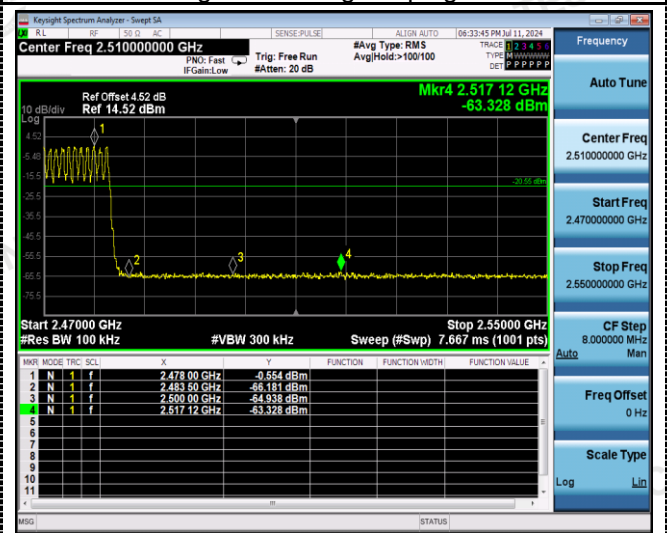 Keysight Spectrum Analyzer - Swept SA
RL RF 50 Ω AC SENSE:PULSE ALIGN AUTO 06:33:45 PM Jul 11, 2024
Center Freq 2.510000000 GHz #Avg Type: RMS TRACE 1 2 3 4 5 6 Frequency
PNO: Fast Trig: Free Run Avg|Hold:>100/100 TYPE M W W W W W
IFGain:Low #Atten: 20 dB DET P P P P P P
Auto Tune
Mkr4 2.517 12 GHz
Ref Offset 4.52 dB
10 dB/div Ref 14.52 dBm -63.328 dBm
Log
4.52
1
Center Freq
2.510000000 GHz
-5.48
-15.5
-20.55 dBm
Start Freq
2.470000000 GHz
-35.5
-45.5
-55.5
2 3 4
Stop Freq
2.550000000 GHz
-65.5
-75.5
Start 2.47000 GHz Stop 2.55000 GHz
#Res BW 100 kHz #VBW 300 kHz Sweep (#Swp) 7.667 ms (1001 pts)
CF Step
8.000000 MHz
Auto Man
MKR MODE TRC SCL X Y FUNCTION FUNCTION WIDTH FUNCTION VALUE
1 N 1 f 2.478 00 GHz -0.554 dBm
2 N 1 f 2.483 50 GHz -66.181 dBm
3 N 1 f 2.500 00 GHz -64.938 dBm
4 N 1 f 2.517 12 GHz -63.328 dBm
5
6
7
8
9
10
11
Freq Offset
0 Hz
Scale Type
Log Lin
MSG STATUS